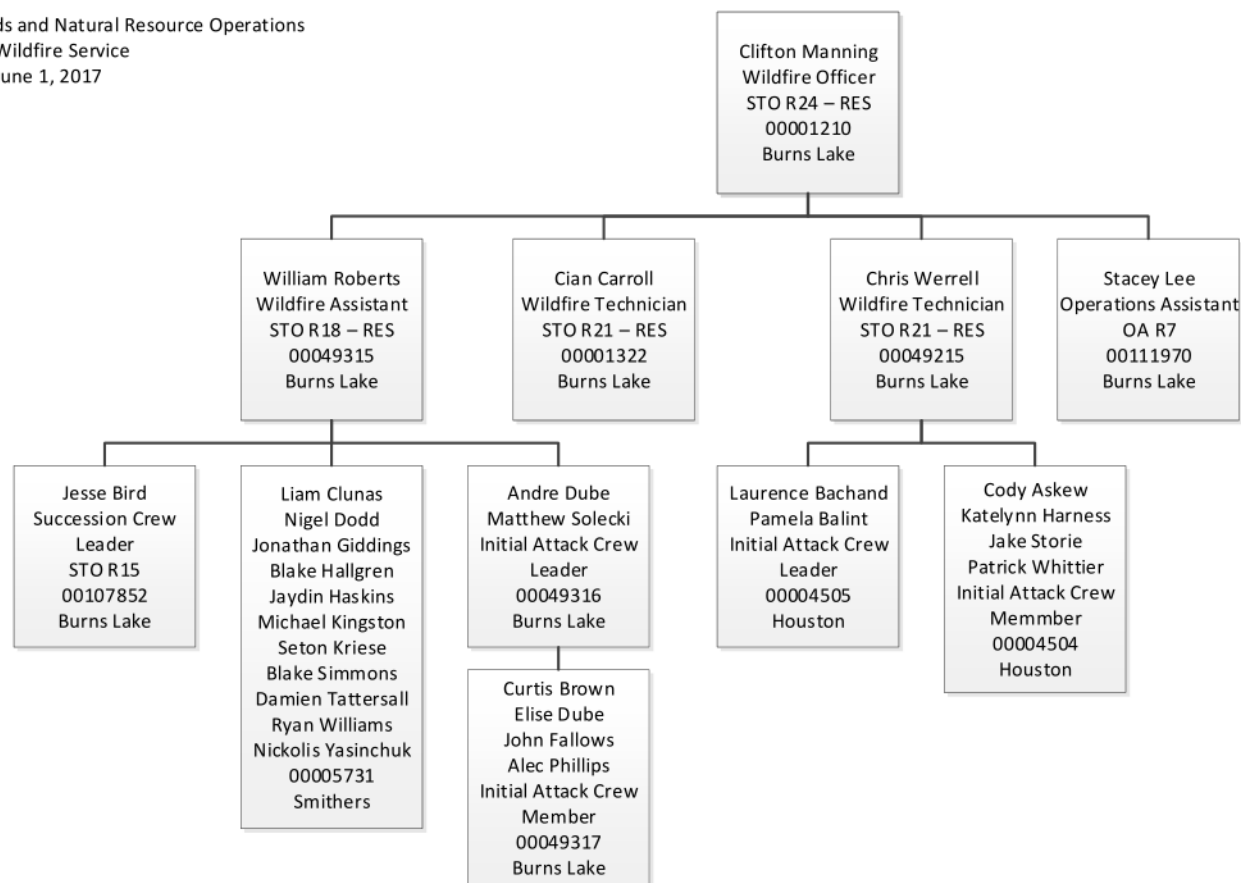 ds and Natural Resource Operations
Wildfire Service
une 1, 2017
Clifton Manning
Wildfire Officer
STO R24 – RES
00001210
Burns Lake
William Roberts
Wildfire Assistant
STO R18 – RES
00049315
Burns Lake
Cian Carroll
Wildfire Technician
STO R21 – RES
00001322
Burns Lake
Chris Werrell
Wildfire Technician
STO R21 – RES
00049215
Burns Lake
Stacey Lee
Operations Assistant
OA R7
00111970
Burns Lake
Jesse Bird
Succession Crew
Leader
STO R15
00107852
Burns Lake
Liam Clunas
Nigel Dodd
Jonathan Giddings
Blake Hallgren
Jaydin Haskins
Michael Kingston
Seton Kriese
Blake Simmons
Damien Tattersall
Ryan Williams
Nickolis Yasinchuk
00005731
Smithers
Andre Dube
Matthew Solecki
Initial Attack Crew
Leader
00049316
Burns Lake
Curtis Brown
Elise Dube
John Fallows
Alec Phillips
Initial Attack Crew
Member
00049317
Burns Lake
Laurence Bachand
Pamela Balint
Initial Attack Crew
Leader
00004505
Houston
Cody Askew
Katelynn Harness
Jake Storie
Patrick Whittier
Initial Attack Crew
Memmber
00004504
Houston